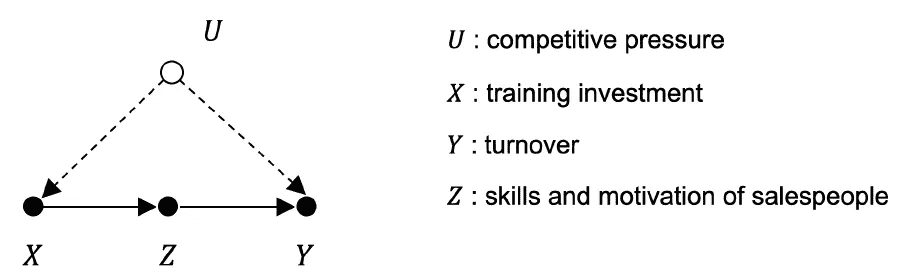 U
U : competitive pressure
X : training investment
Y : turnover
Z : skills and motivation of salespeople
X Z Y